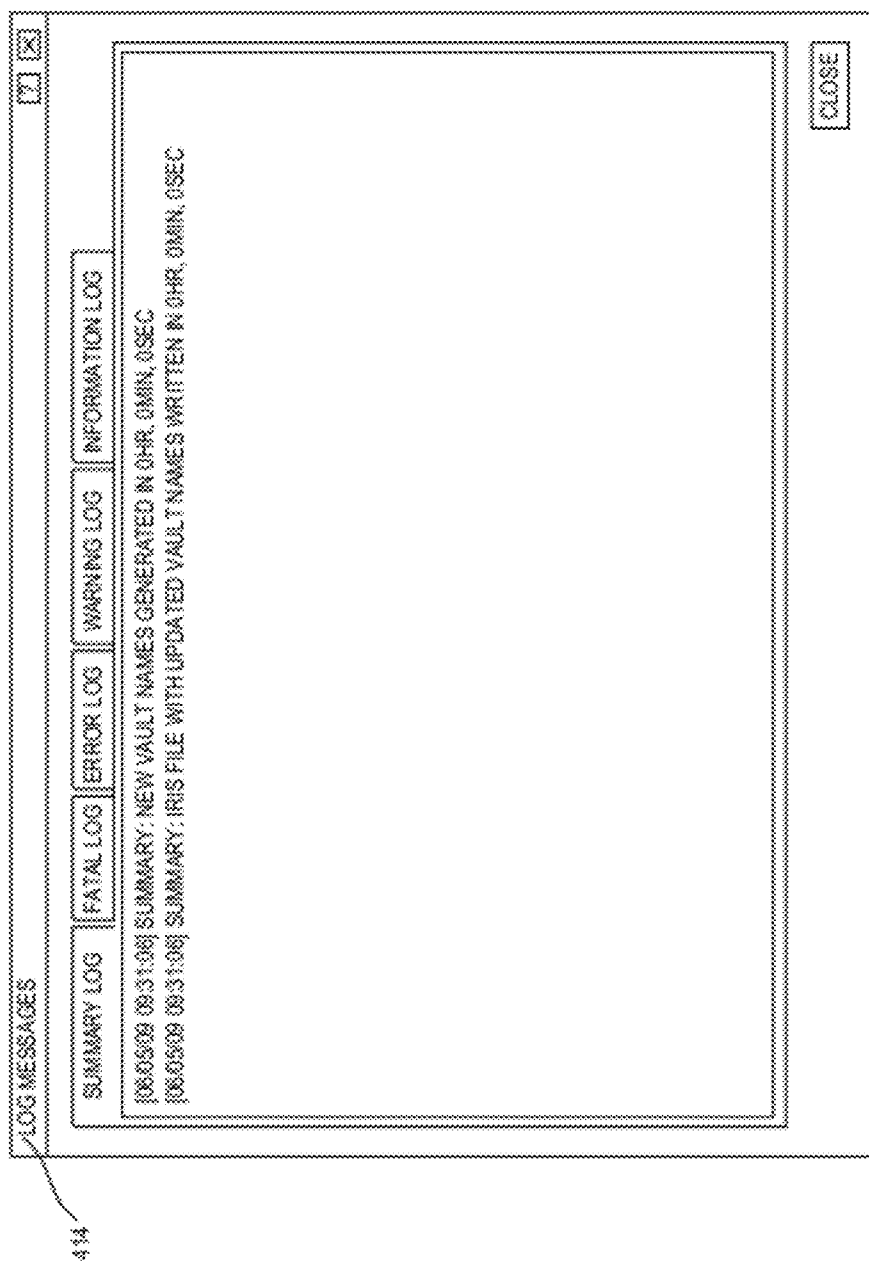 LOG MESSAGES
? X
SUMMARY LOG FATAL LOG ERROR LOG WARNING LOG INFORMATION LOG
[06/05/09 09:31:06] SUMMARY: NEW VAULT NAMES GENERATED IN 0HR, 0MIN, 0SEC
[06/05/09 09:31:06] SUMMARY: IRIS FILE WITH UPDATED VAULT NAMES WRITTEN IN 0HR, 0MIN, 0SEC
CLOSE
414